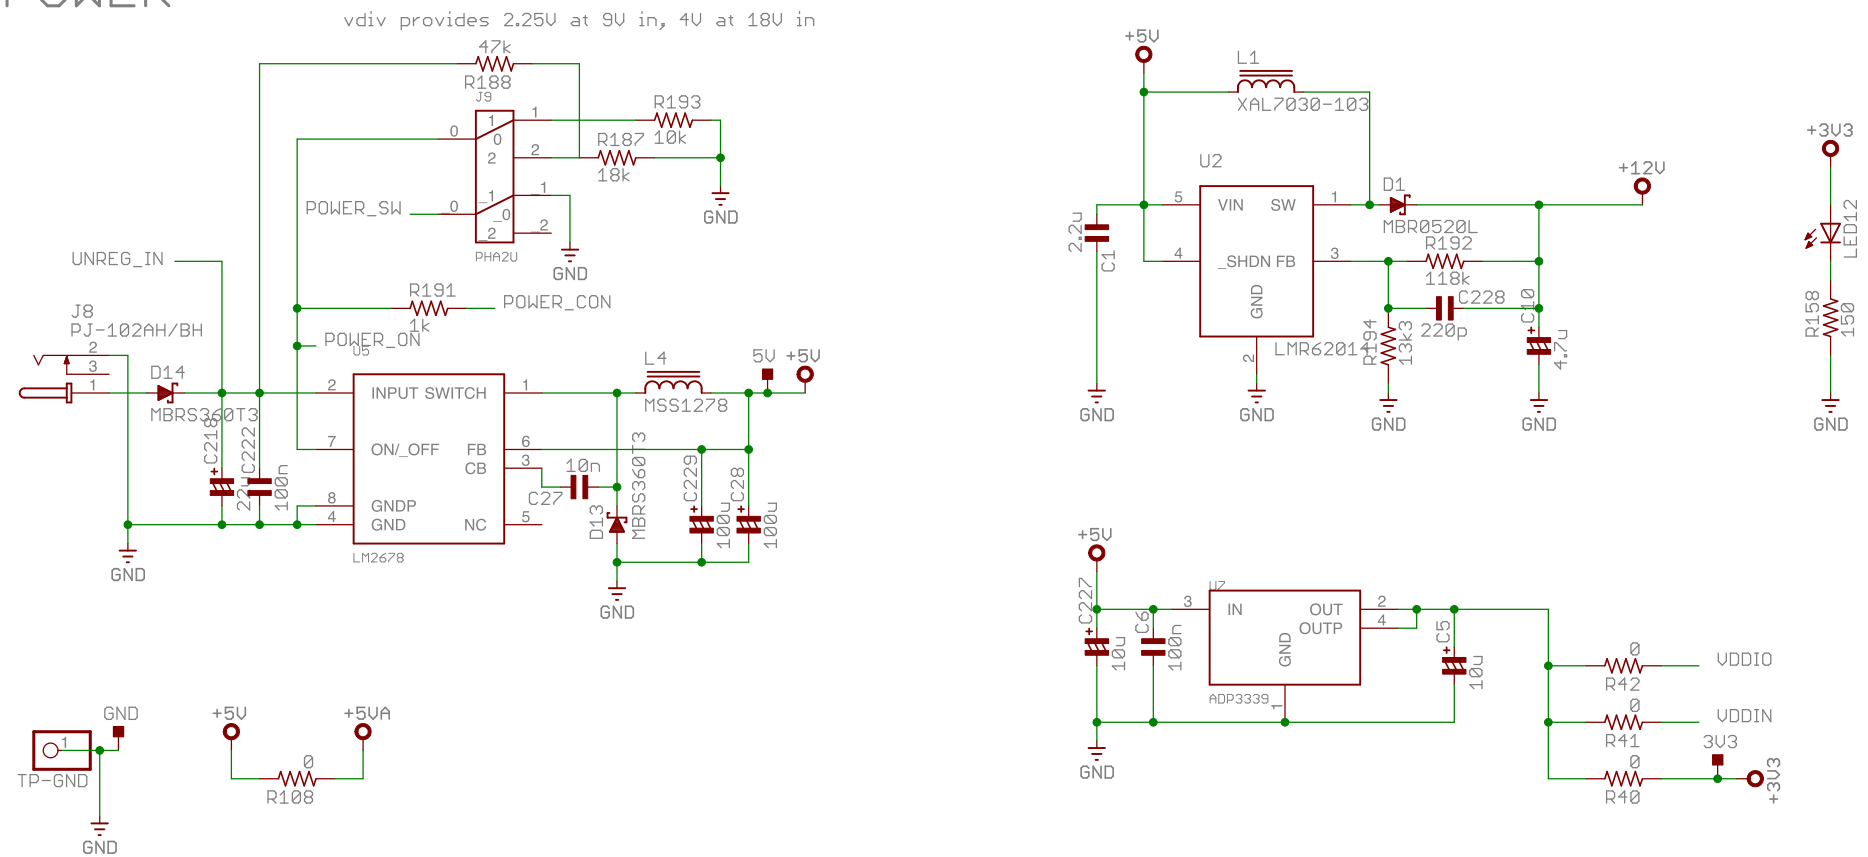 POWER
vdiv provides 2.25V at 9V in, 4V at 18V in
47k
R188
J9
1
0
2
_1
_0
_2
0
0
1
2
_1
_2
PHA2U
R193
10k
R187
18k
GND
GND
POWER_SW
UNREG_IN
R191
1k
POWER_CON
POWER_ON
J8
PJ-102AH/BH
2
3
1
D14
MBRS360T3
C218
22u
C222
100n
GND
U5
INPUT SWITCH
ON/_OFF
FB
CB
GNDP
GND
NC
2
7
8
4
1
6
3
5
LM2678
L4
MSS1278
5V
+5V
10n
C27
D13
MBRS360T3
C229
100u
C28
100u
GND
GND
1
TP-GND
GND
+5V
+5VA
0
R108
+5V
L1
XAL7030-103
U2
VIN
SW
_SHDN FB
GND
5
4
1
3
2
LMR62014
2.2u
C1
GND
GND
D1
MBR0520L
R192
118k
C228
220p
R194
13k3
GND
C10
4.7u
GND
+12V
+3V3
LED12
R158
150
GND
+5V
C227
10u
C6
100n
U7
IN
OUT
OUTP
GND
3
2
4
1
ADP3339
C5
10u
GND
0
R42
VDDIO
0
R41
VDDIN
0
R40
3V3
+3V3